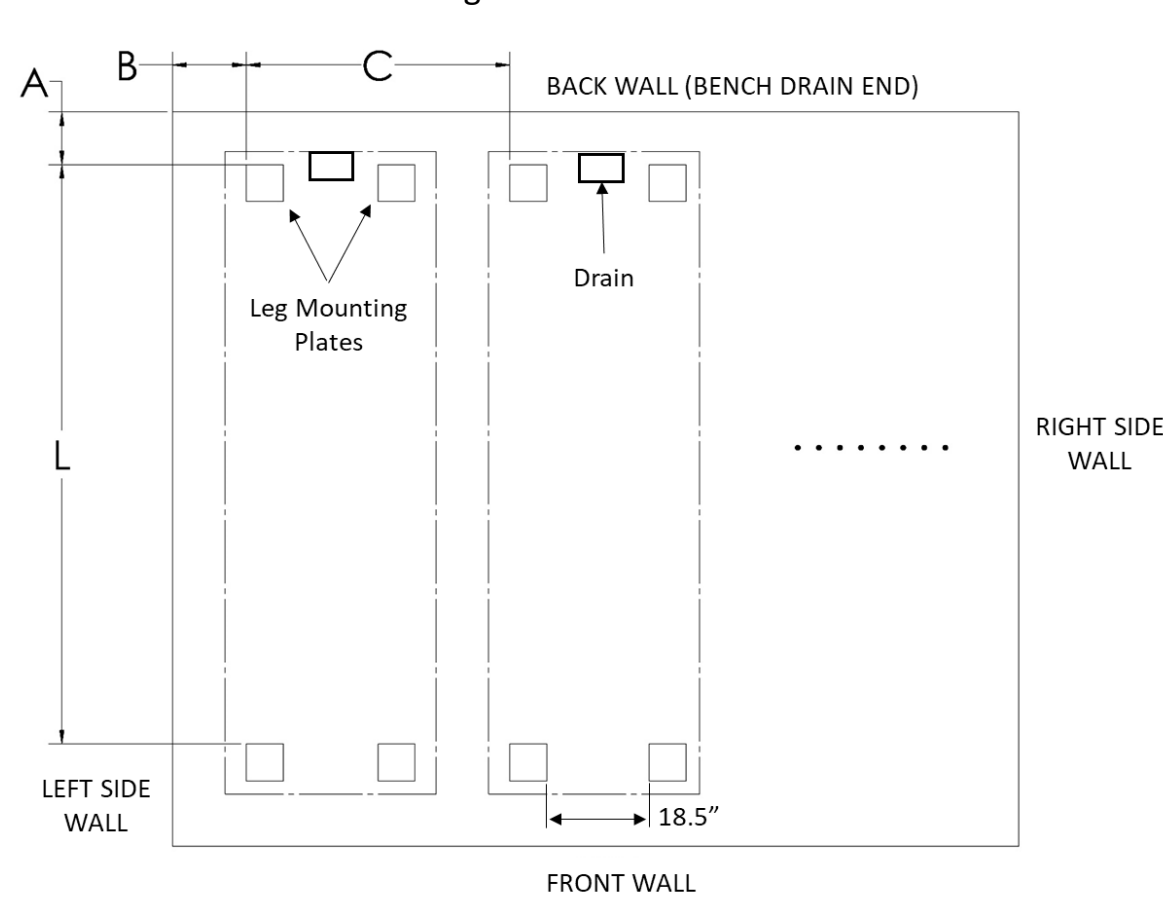 B
C
A
BACK WALL (BENCH DRAIN END)
Drain
Leg Mounting
Plates
RIGHT SIDE
WALL
L
LEFT SIDE
WALL
18.5”
FRONT WALL